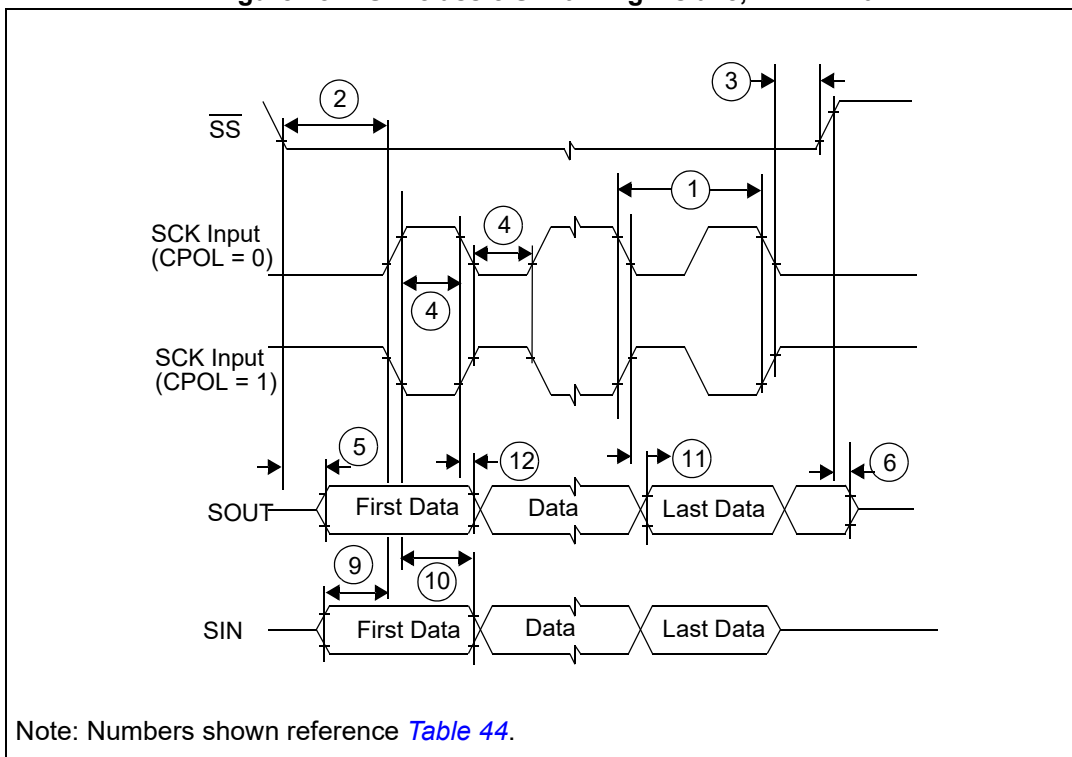 3
2
SS
1
SCK Input
(CPOL = 0)
4
4
SCK Input
(CPOL = 1)
5
12
11
6
SOUT
First Data
Data
Last Data
9
10
SIN
First Data
Data
Last Data
Note: Numbers shown reference Table 44.